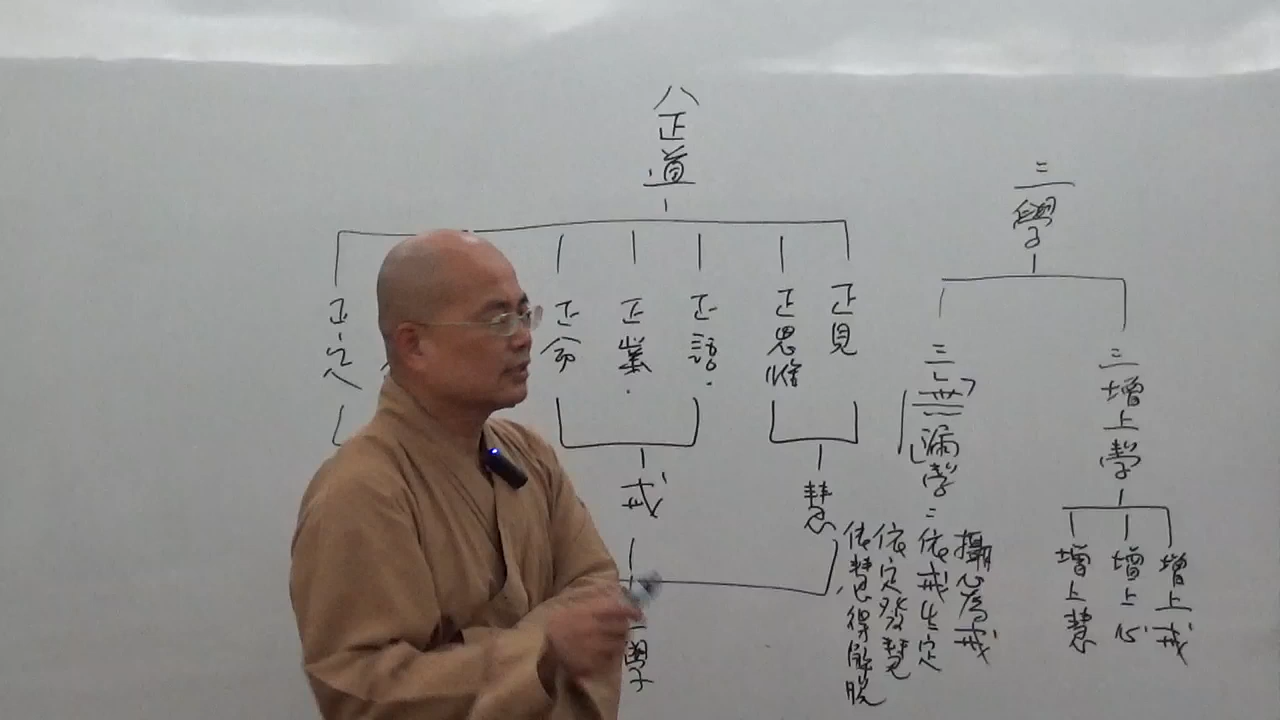 八正道
正見
正思惟
正語
正業
正命
正定
慧
戒
學
三學
三增上學
增上戒
增上心
增上慧
三無漏學：
攝心為戒
依戒生定
依定發慧
依慧得解脫